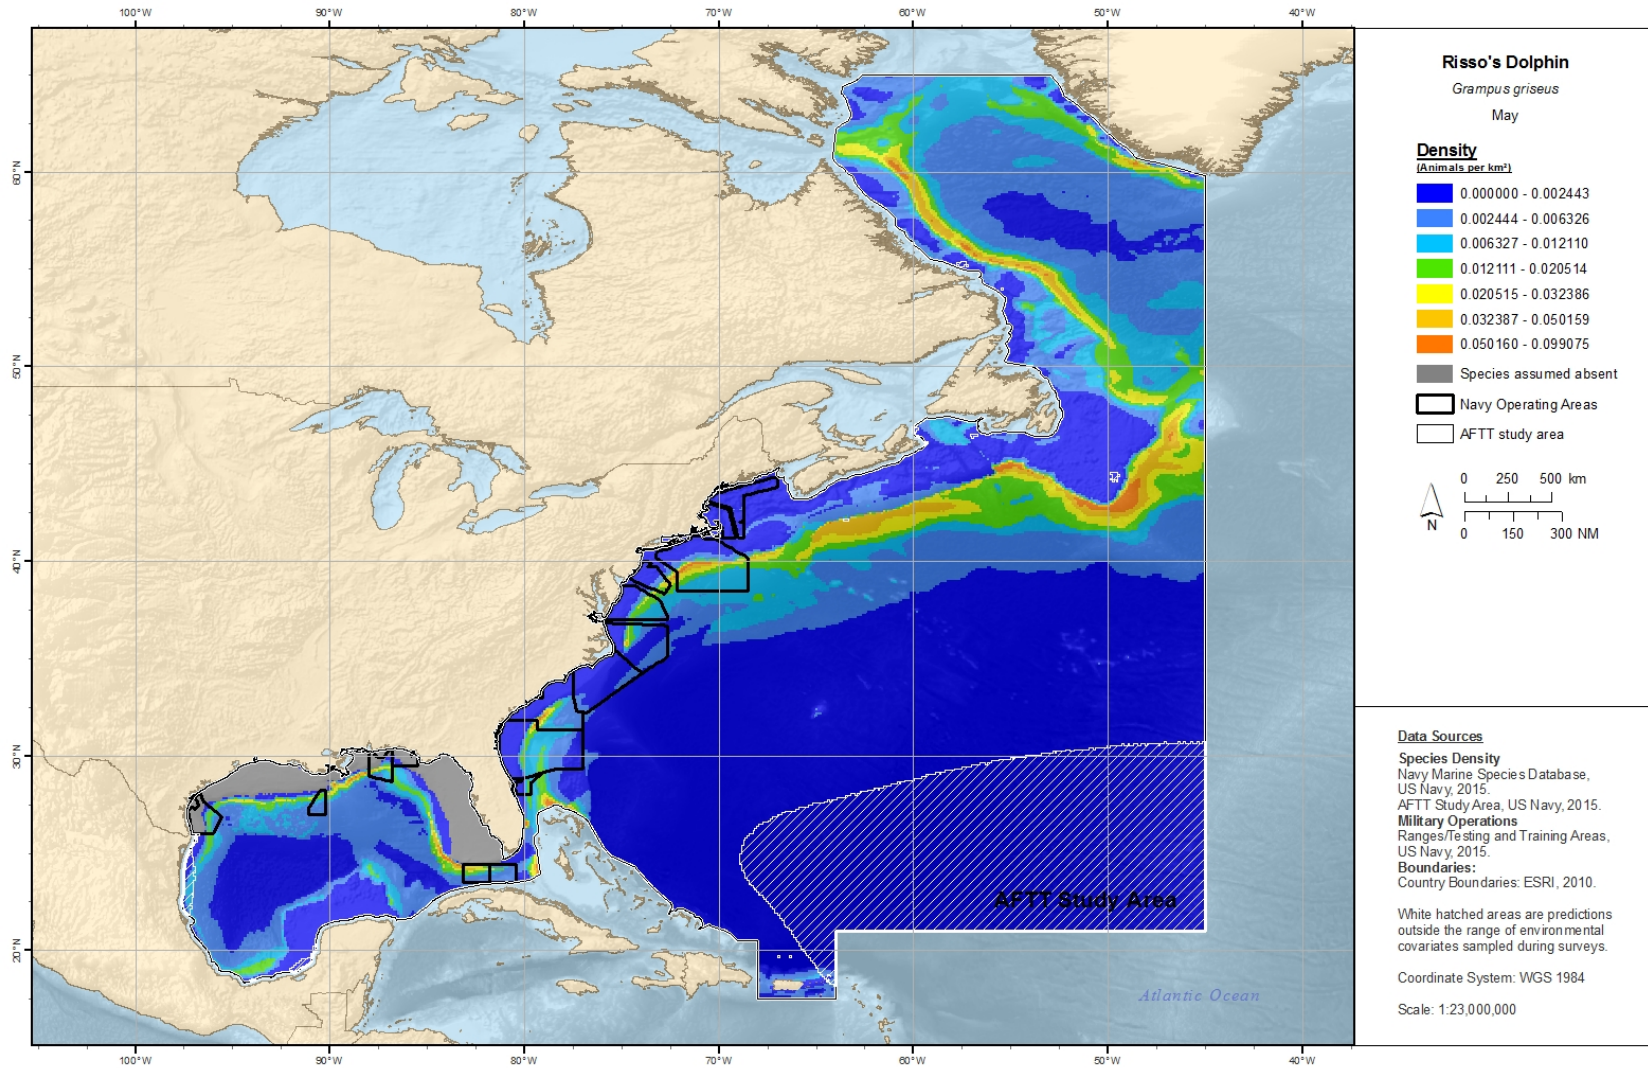 100°W 90°W 80°W 70°W 60°W 50°W 40°W
60°N
50°N
40°N
30°N
20°N
AFTT Study Area
Atlantic Ocean
100°W 90°W 80°W 70°W 60°W 50°W 40°W
Risso's Dolphin
Grampus griseus
May
Density
(Animals per km²)
0.000000 - 0.002443
0.002444 - 0.006326
0.006327 - 0.012110
0.012111 - 0.020514
0.020515 - 0.032386
0.032387 - 0.050159
0.050160 - 0.099075
Species assumed absent
Navy Operating Areas
AFTT study area
0 250 500 km
0 150 300 NM
N
Data Sources
Species Density
Navy Marine Species Database,
US Navy, 2015.
AFTT Study Area, US Navy, 2015.
Military Operations
Ranges/Testing and Training Areas,
US Navy, 2015.
Boundaries:
Country Boundaries: ESRI, 2010.
White hatched areas are predictions
outside the range of environmental
covariates sampled during surveys.
Coordinate System: WGS 1984
Scale: 1:23,000,000